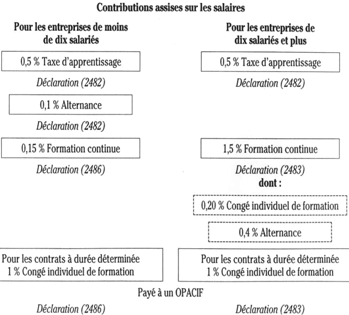 Contributions assises sur les salaires
Pour les entreprises de moins
de dix salariés
0,5 % Taxe d'apprentissage
Déclaration (2482)
0,1 % Alternance
Déclaration (2482)
0,15 % Formation continue
Déclaration (2486)
Pour les contrats à durée déterminée
1 % Congé individuel de formation
Pour les entreprises de
dix salariés et plus
0,5 % Taxe d'apprentissage
Déclaration (2482)
1,5 % Formation continue
Déclaration (2483)
dont :
0,20 % Congé individuel de formation
0,4 % Alternance
Pour les contrats à durée déterminée
1 % Congé individuel de formation
Payé à un OPACIF
Déclaration (2486)
Déclaration (2483)